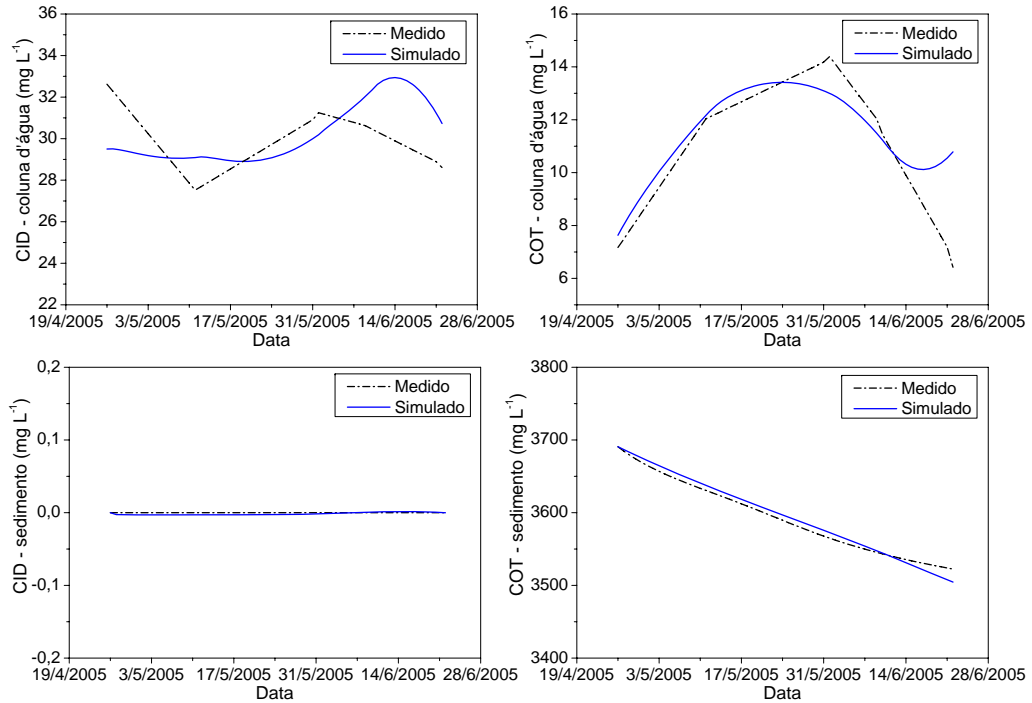 36
34
32
30
28
26
24
22
CID - coluna d'água (mg L⁻¹)
Medido
Simulado
19/4/2005 3/5/2005 17/5/2005 31/5/2005 14/6/2005 28/6/2005
Data
16
14
12
10
8
6
COT - coluna d'água (mg L⁻¹)
Medido
Simulado
19/4/2005 3/5/2005 17/5/2005 31/5/2005 14/6/2005 28/6/2005
Data
0,2
0,1
0,0
-0,1
-0,2
CID - sedimento (mg L⁻¹)
Medido
Simulado
19/4/2005 3/5/2005 17/5/2005 31/5/2005 14/6/2005 28/6/2005
Data
3800
3700
3600
3500
3400
COT - sedimento (mg L⁻¹)
Medido
Simulado
19/4/2005 3/5/2005 17/5/2005 31/5/2005 14/6/2005 28/6/2005
Data